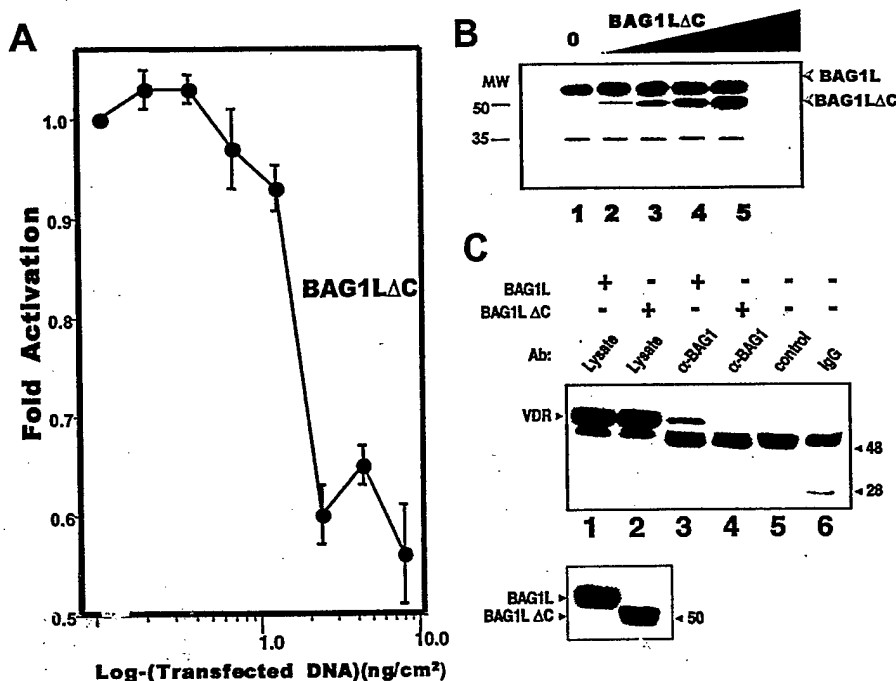 A
1.0
0.9
0.8
0.7
0.6
0.5
Fold Activation
BAG1LΔC
1.0
10.0
Log-(Transfected DNA)(ng/cm²)
B
BAG1LΔC
0
MW
50
35
BAG1L
BAG1LΔC
1 2 3 4 5
C
BAG1L + - + - - -
BAG1L ΔC - + - + - -
Ab: Lysate Lysate α-BAG1 α-BAG1 control IgG
VDR
48
28
1 2 3 4 5 6
BAG1L
BAG1L ΔC
50